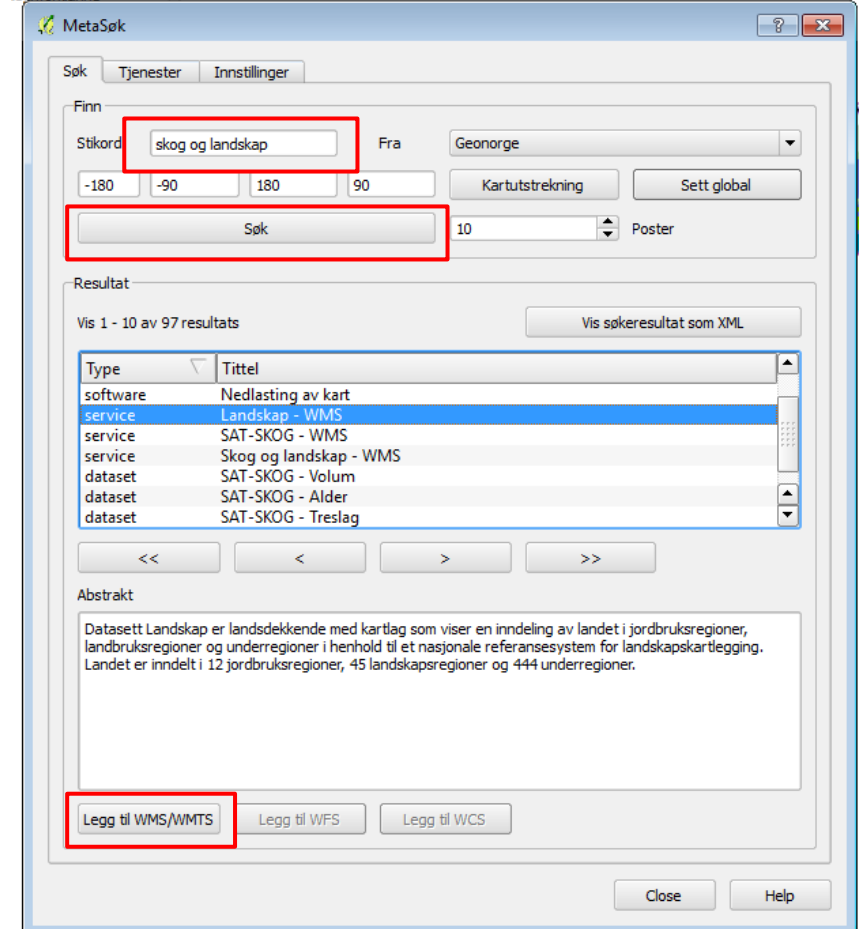 MetaSøk
Søk Tjenester Innstillinger
Finn
Stikord skog og landskap Fra Geonorge
-180 -90 180 90 Kartutstrekning Sett global
Søk 10 Poster
Resultat
Vis 1 - 10 av 97 resultats Vis søkeresultat som XML
Type Tittel
software Nedlasting av kart
service Landskap - WMS
service SAT-SKOG - WMS
service Skog og landskap - WMS
dataset SAT-SKOG - Volum
dataset SAT-SKOG - Alder
dataset SAT-SKOG - Treslag
<< < > >>
Abstrakt
Datasett Landskap er landsdekkende med kartlag som viser en inndeling av landet i jordbruksregioner,
landbruksregioner og underregioner i henhold til et nasjonale referansesystem for landskapskartlegging.
Landet er inndelt i 12 jordbruksregioner, 45 landskapsregioner og 444 underregioner.
Legg til WMS/WMTS Legg til WFS Legg til WCS
Close Help